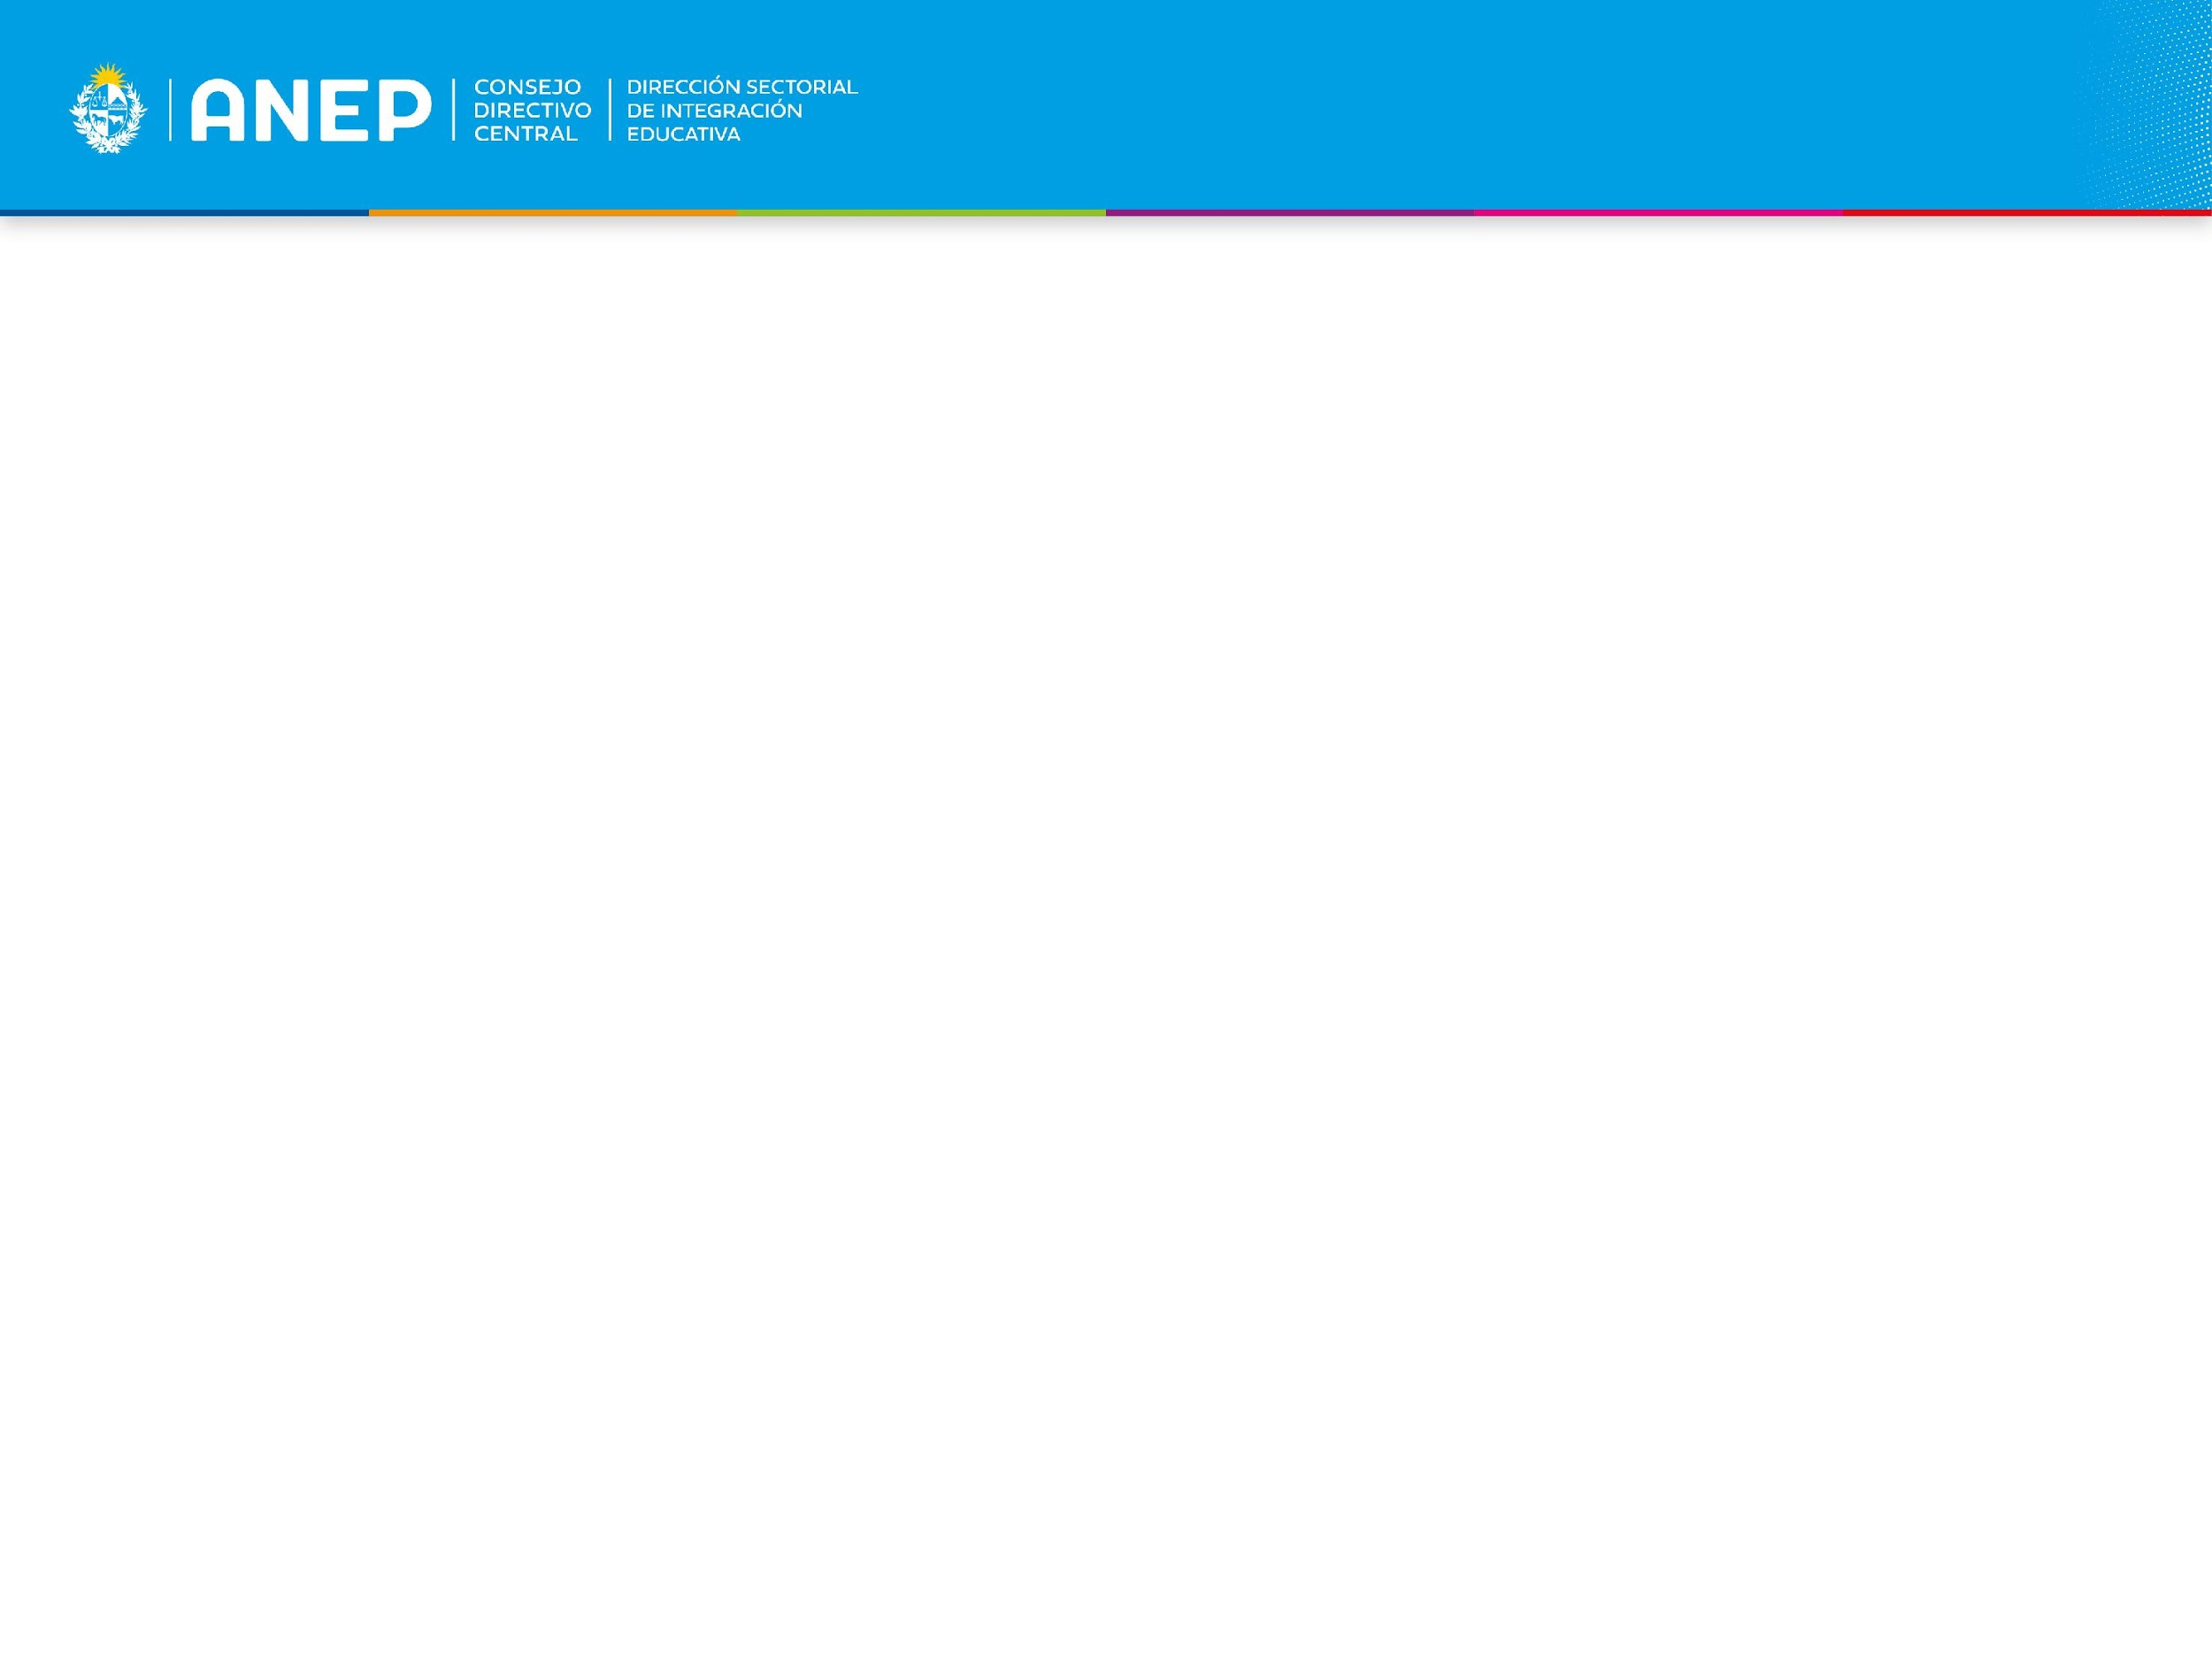 ANEP
CONSEJO
DIRECTIVO
CENTRAL
DIRECCIÓN SECTORIAL
DE INTEGRACIÓN
EDUCATIVA